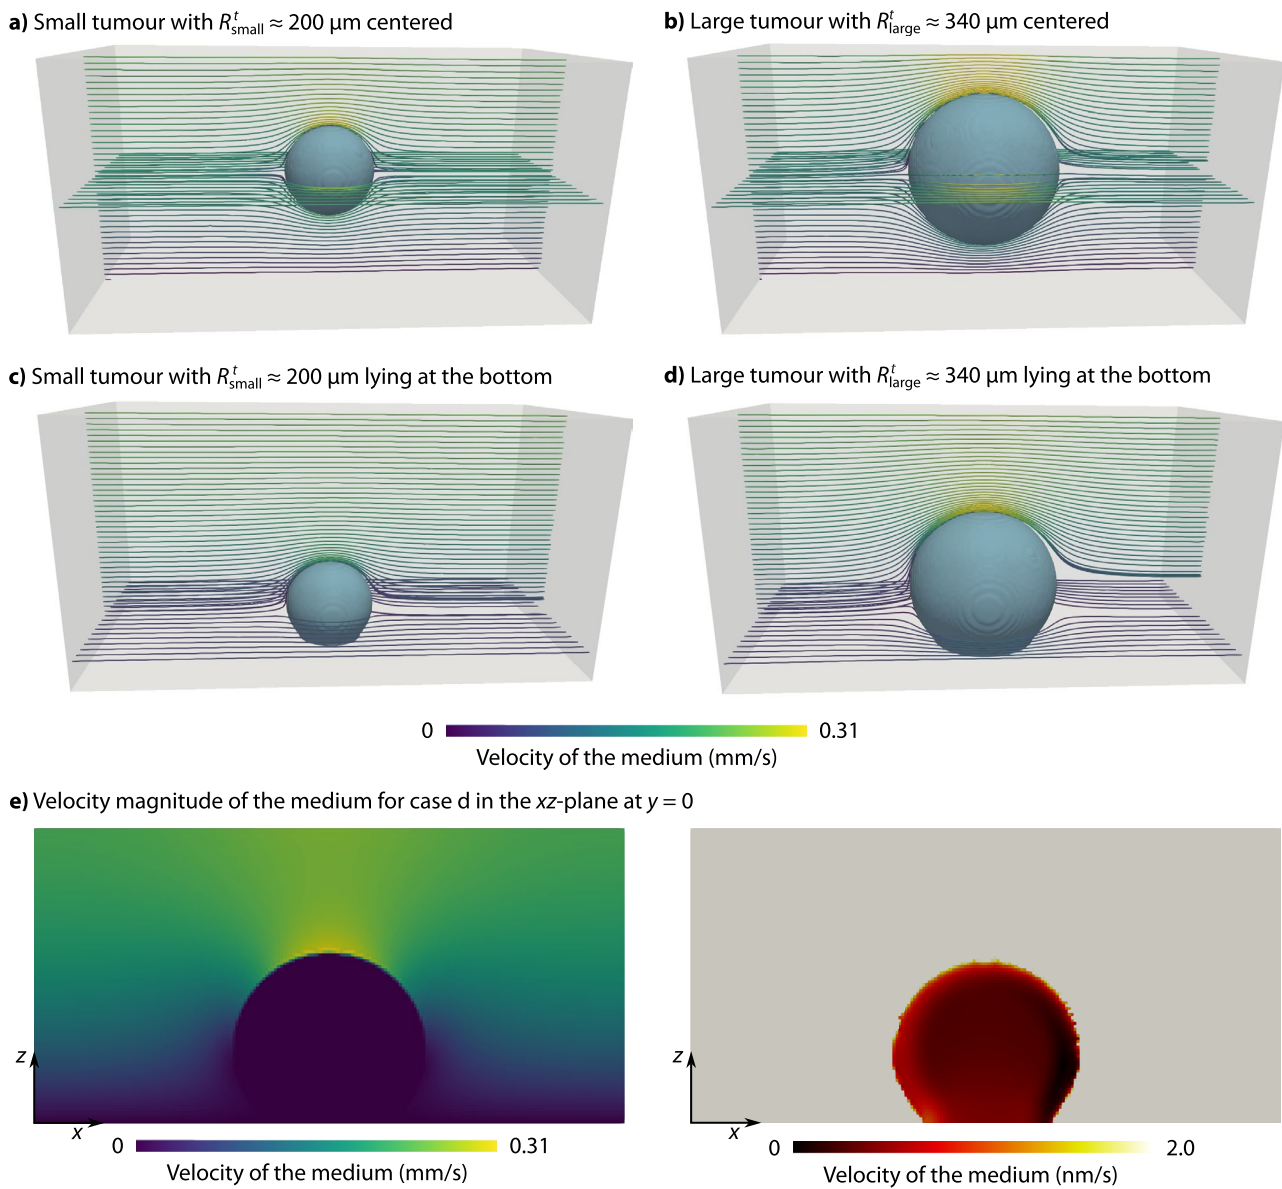 a) Small tumour with R^t_small ≈ 200 µm centered
b) Large tumour with R^t_large ≈ 340 µm centered
c) Small tumour with R^t_small ≈ 200 µm lying at the bottom
d) Large tumour with R^t_large ≈ 340 µm lying at the bottom
0 0.31
Velocity of the medium (mm/s)
e) Velocity magnitude of the medium for case d in the xz-plane at y = 0
z
x
0 0.31
Velocity of the medium (mm/s)
z
x
0 2.0
Velocity of the medium (nm/s)